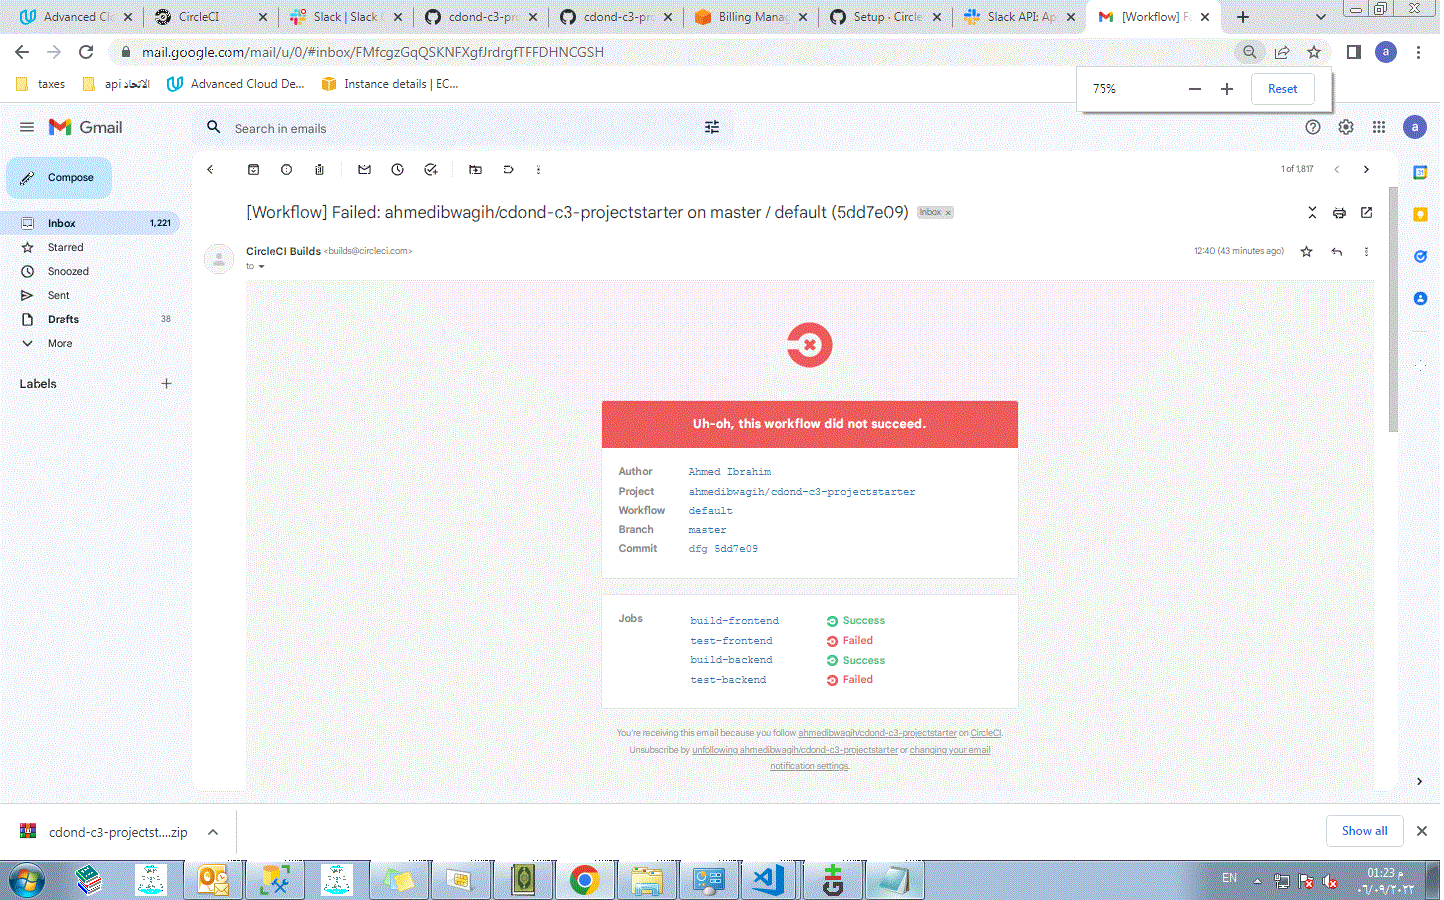 Advanced Clo
CircleCI
Slack | Slack
cdond-c3-pro
cdond-c3-pro
Billing Manag
Setup · Circle
Slack API: Ap
[Workflow] Fa
mail.google.com/mail/u/0/#inbox/FMfcgzGqQSKNFXgfJrdrgfTFFDHNCGSH
a
taxes
api الاتحاد
Advanced Cloud De...
Instance details | EC...
75%
Reset
Gmail
Search in emails
a
Compose
1 of 1,817
Inbox 1,221
Starred
Snoozed
Sent
Drafts 38
More
Labels
[Workflow] Failed: ahmedibwagih/cdond-c3-projectstarter on master / default (5dd7e09) Inbox
CircleCI Builds <builds@circleci.com> 12:40 (43 minutes ago)
to
Uh-oh, this workflow did not succeed.
Author Ahmed Ibrahim
Project ahmedibwagih/cdond-c3-projectstarter
Workflow default
Branch master
Commit dfg 5dd7e09
Jobs build-frontend Success
test-frontend Failed
build-backend Success
test-backend Failed
You're receiving this email because you follow ahmedibwagih/cdond-c3-projectstarter on CircleCI.
Unsubscribe by unfollowing ahmedibwagih/cdond-c3-projectstarter or changing your email
notification settings.
cdond-c3-projectst....zip
Show all
EN
01:23 م
٠٦/٠٩/٢٠٢٢